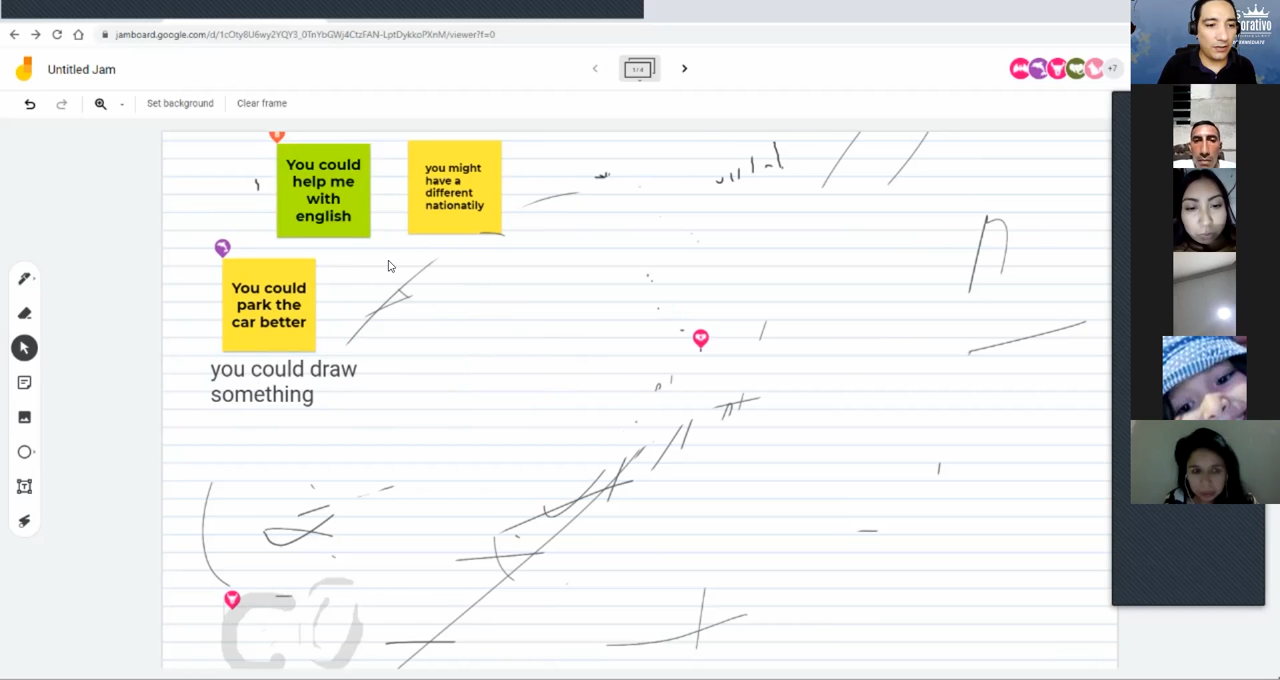 jamboard.google.com/d/1cOty8U6wy2YQY3_0TnYbGWj4CtzFAN-LptDykkoPXnM/viewer?f=0
Untitled Jam
1/4
+7
Set background
Clear frame
You could
help me
with
english
you might
have a
different
nationatily
You could
park the
car better
you could draw
something